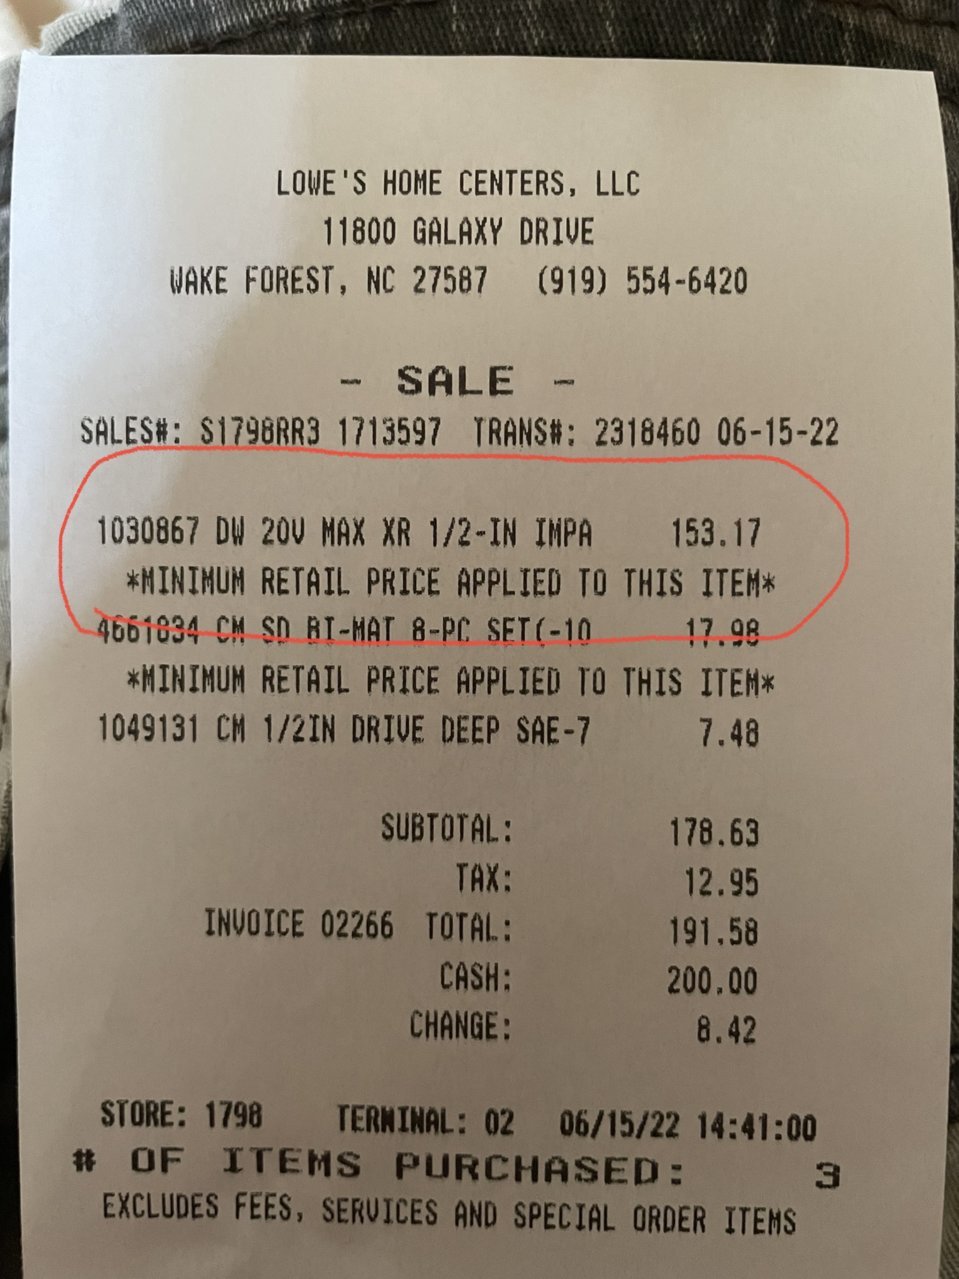 LOWE'S HOME CENTERS, LLC
11800 GALAXY DRIVE
WAKE FOREST, NC 27587 (919) 554-6420
- SALE -
SALES#: S1798RR3 1713597 TRANS#: 2318460 06-15-22
1030867 DW 20V MAX XR 1/2-IN IMPA 153.17
*MINIMUM RETAIL PRICE APPLIED TO THIS ITEM*
4661834 CM SD BI-MAT 8-PC SET(-10 17.98
*MINIMUM RETAIL PRICE APPLIED TO THIS ITEM*
1049131 CM 1/2IN DRIVE DEEP SAE-7 7.48
SUBTOTAL: 178.63
TAX: 12.95
INVOICE 02266 TOTAL: 191.58
CASH: 200.00
CHANGE: 8.42
STORE: 1798 TERMINAL: 02 06/15/22 14:41:00
# OF ITEMS PURCHASED: 3
EXCLUDES FEES, SERVICES AND SPECIAL ORDER ITEMS